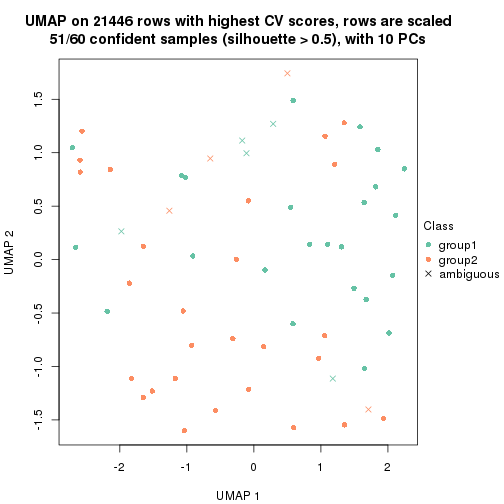 UMAP on 21446 rows with highest CV scores, rows are scaled
51/60 confident samples (silhouette > 0.5), with 10 PCs
UMAP 2
1.5
1.0
0.5
0.0
-0.5
-1.0
-1.5
-2
-1
0
1
2
UMAP 1
Class
group1
group2
ambiguous